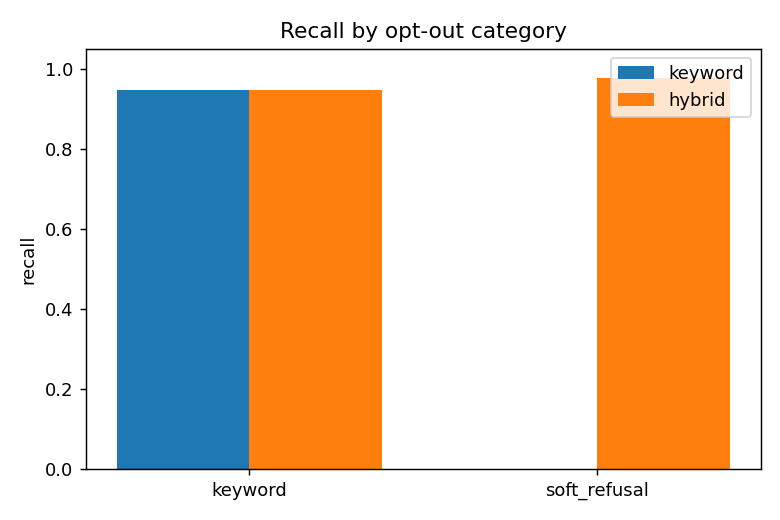 Recall by opt-out category
keyword
hybrid
recall
1.0
0.8
0.6
0.4
0.2
0.0
keyword
soft_refusal